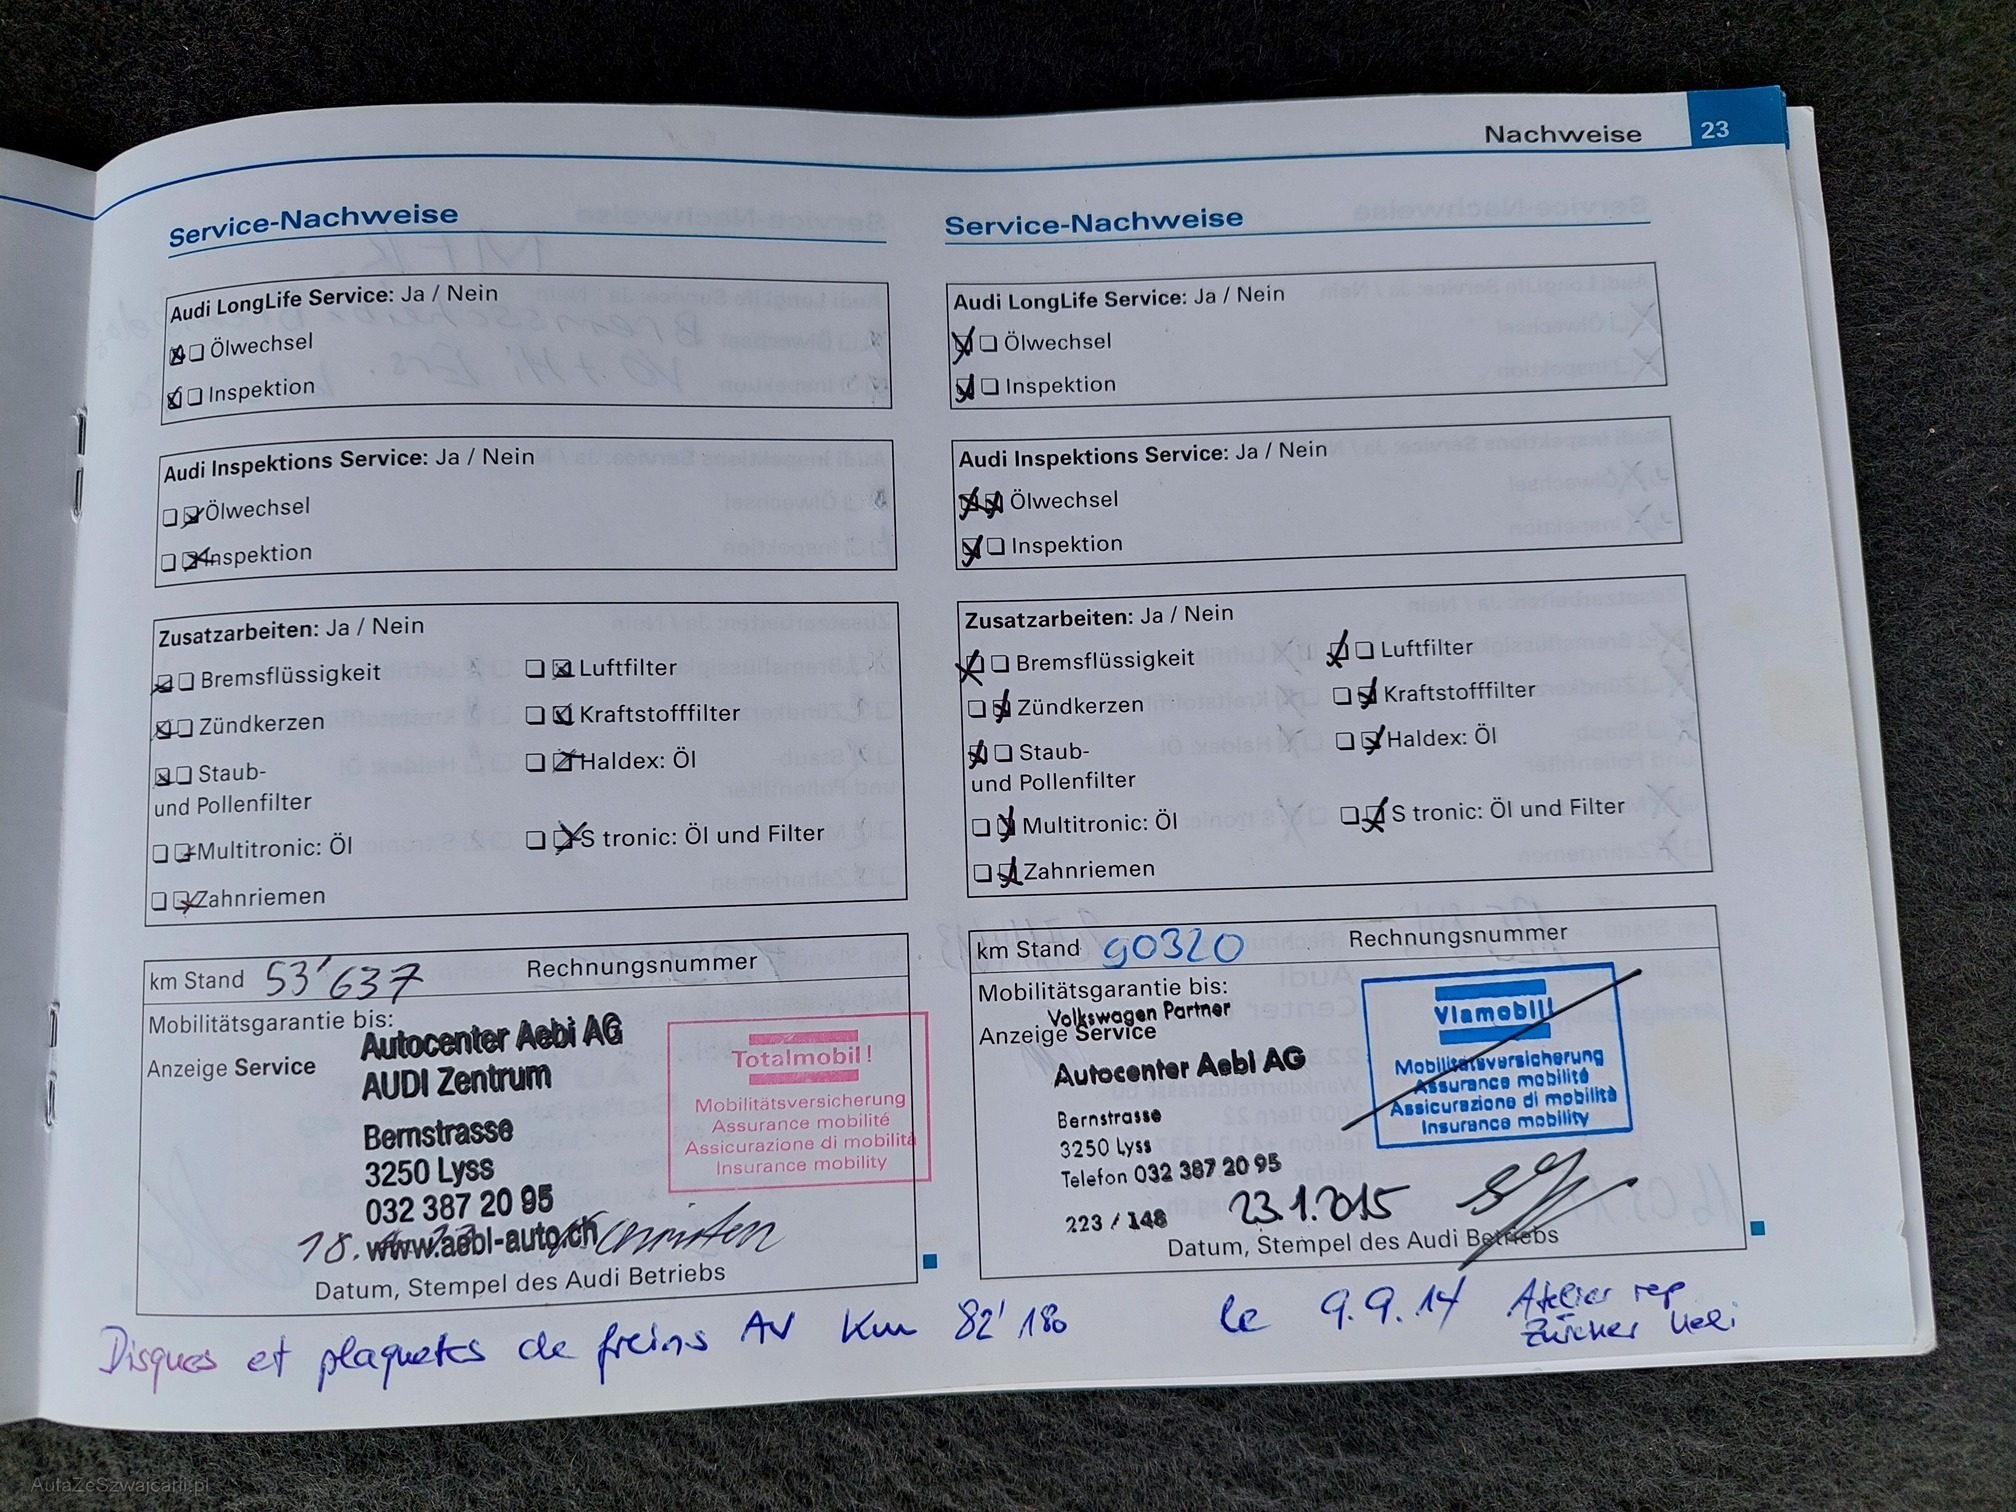 Nachweise 23
Service-Nachweise
Audi LongLife Service: Ja / Nein
Ölwechsel
Inspektion
Audi Inspektions Service: Ja / Nein
Ölwechsel
Inspektion
Zusatzarbeiten: Ja / Nein
Bremsflüssigkeit
Luftfilter
Zündkerzen
Kraftstofffilter
Staub-
und Pollenfilter
Haldex: Öl
Multitronic: Öl
S tronic: Öl und Filter
Zahnriemen
km Stand 53'637 Rechnungsnummer
Mobilitätsgarantie bis:
Anzeige Service
Autocenter Aebi AG
AUDI Zentrum
Bernstrasse
3250 Lyss
032 387 20 95
www.aebi-auto.ch
18.
Totalmobil!
Mobilitätsversicherung
Assurance mobilité
Assicurazione di mobilità
Insurance mobility
Datum, Stempel des Audi Betriebs
Service-Nachweise
Audi LongLife Service: Ja / Nein
Ölwechsel
Inspektion
Audi Inspektions Service: Ja / Nein
Ölwechsel
Inspektion
Zusatzarbeiten: Ja / Nein
Bremsflüssigkeit
Luftfilter
Zündkerzen
Kraftstofffilter
Staub-
und Pollenfilter
Haldex: Öl
Multitronic: Öl
S tronic: Öl und Filter
Zahnriemen
km Stand 90320 Rechnungsnummer
Mobilitätsgarantie bis:
Volkswagen Partner
Anzeige Service
Autocenter Aebi AG
Bernstrasse
3250 Lyss
Telefon 032 387 20 95
223 / 148
23.1.2015
Viamobil!
Mobilitätsversicherung
Assurance mobilité
Assicurazione di mobilità
Insurance mobility
Datum, Stempel des Audi Betriebs
Disques et plaquettes de freins AV Km 82'180 le 9.9.14 Atelier rep
Zürcher Ueli
AutaZeSzwajcarii.pl